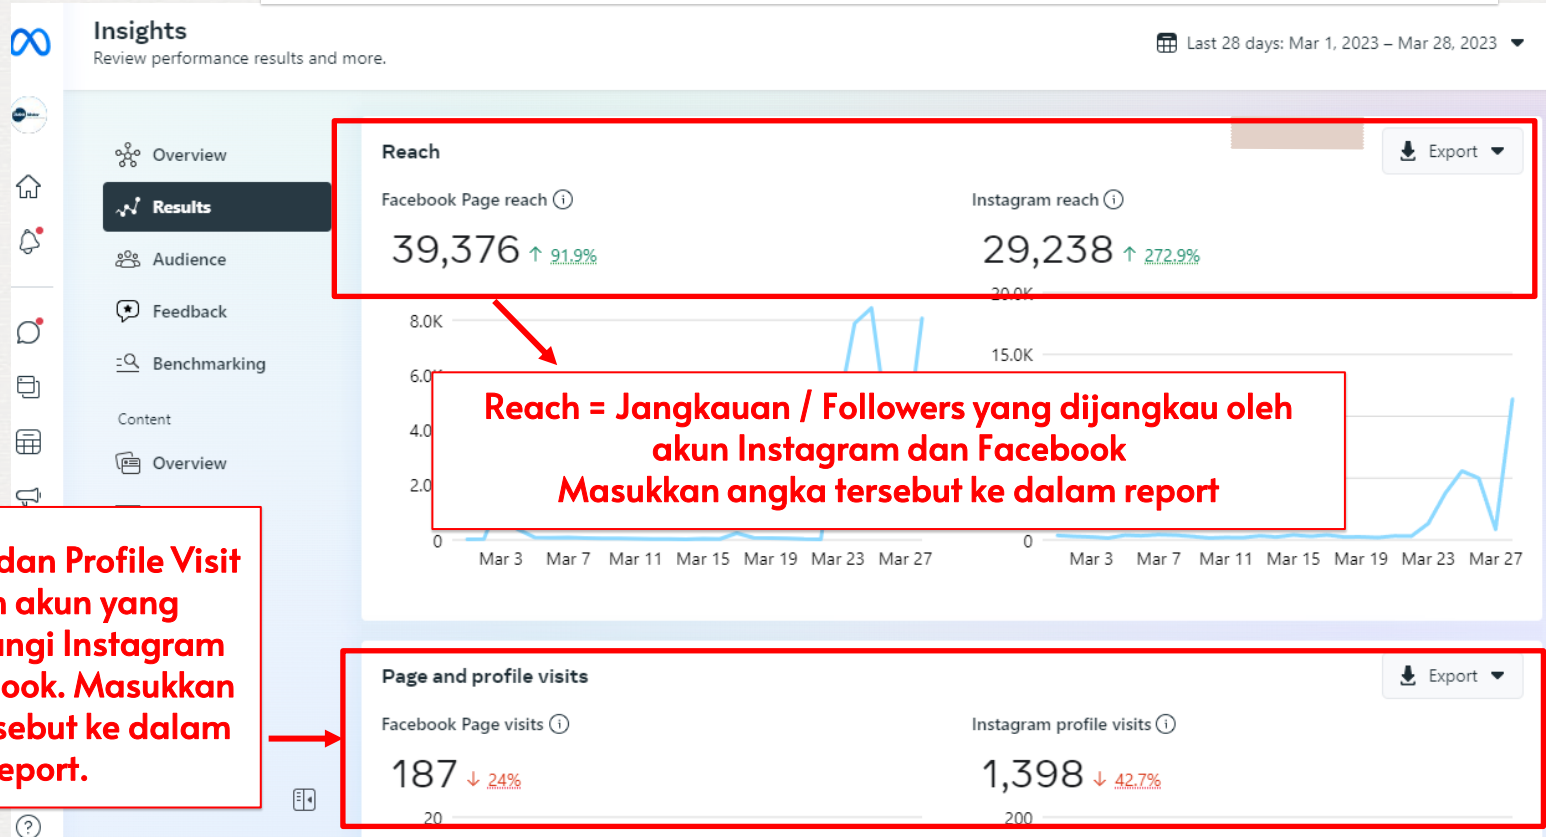 Insights
Review performance results and more.
Last 28 days: Mar 1, 2023 – Mar 28, 2023
Overview
Results
Audience
Feedback
Benchmarking
Content
Overview
Reach
Export
Facebook Page reach
39,376 ↑ 91.9%
Instagram reach
29,238 ↑ 272.9%
8.0K
4.0
2.0
0
Mar 3 Mar 7 Mar 11 Mar 15 Mar 19 Mar 23 Mar 27
20.0K
15.0K
0
Mar 3 Mar 7 Mar 11 Mar 15 Mar 19 Mar 23 Mar 27
Reach = Jangkauan / Followers yang dijangkau oleh
akun Instagram dan Facebook
Masukkan angka tersebut ke dalam report
dan Profile Visit
akun yang
Instagram
Masukkan
ke dalam
Page and profile visits
Export
Facebook Page visits
187 ↓ 24%
20
Instagram profile visits
1,398 ↓ 42.7%
200